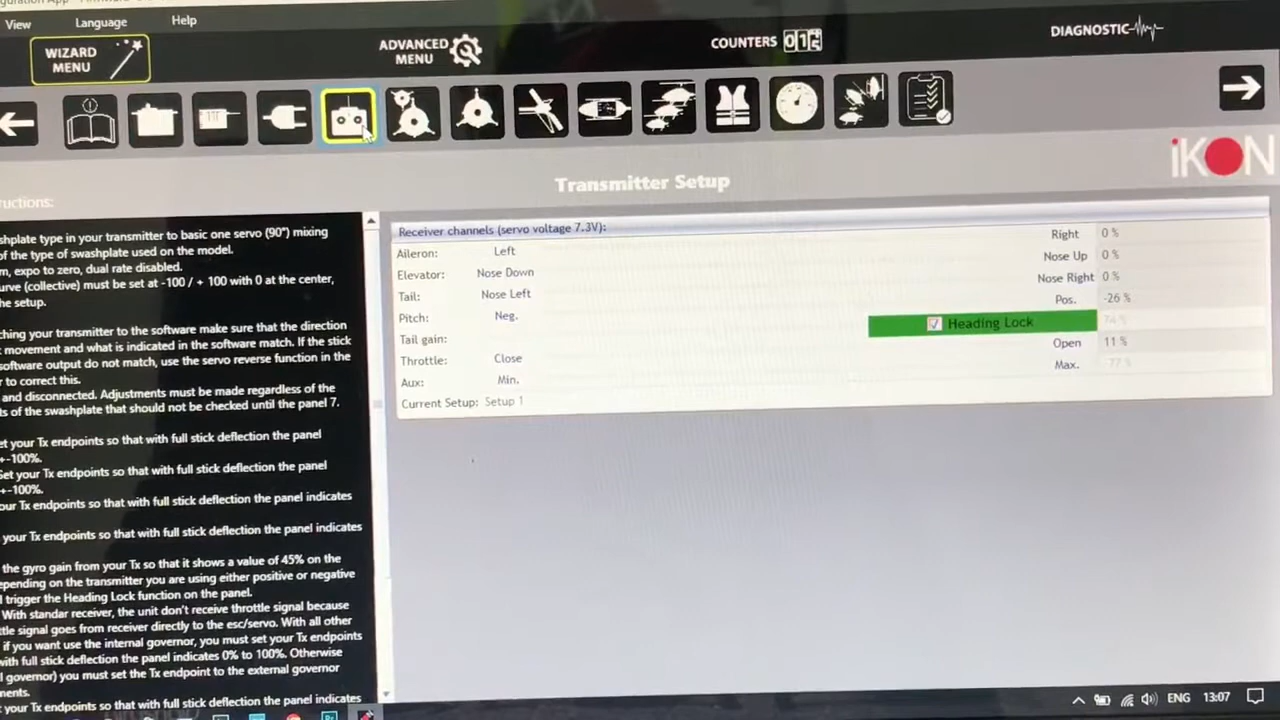 View Language Help
WIZARD
MENU
ADVANCED
MENU
COUNTERS 012
DIAGNOSTIC
iKON
Transmitter Setup
uctions:
shplate type in your transmitter to basic one servo (90°) mixing
of the type of swashplate used on the model.
m, expo to zero, dual rate disabled.
urve (collective) must be set at -100 / + 100 with 0 at the center,
he setup.
ching your transmitter to the software make sure that the direction
movement and what is indicated in the software match. If the stick
software output do not match, use the servo reverse function in the
r to correct this.
and disconnected. Adjustments must be made regardless of the
ts of the swashplate that should not be checked until the panel 7.
et your Tx endpoints so that with full stick deflection the panel
+-100%.
Set your Tx endpoints so that with full stick deflection the panel
+-100%.
our Tx endpoints so that with full stick deflection the panel indicates
your Tx endpoints so that with full stick deflection the panel indicates
the gyro gain from your Tx so that it shows a value of 45% on the
epending on the transmitter you are using either positive or negative
l trigger the Heading Lock function on the panel.
With standar receiver, the unit don't receive throttle signal because
ttle signal goes from receiver directly to the esc/servo. With all other
if you want use the internal governor, you must set your Tx endpoints
with full stick deflection the panel indicates 0% to 100%. Otherwise
l governor) you must set the Tx endpoint to the external governor
ments.
your Tx endpoints so that with full stick deflection the panel indicates
Receiver channels (servo voltage 7.3V):
Aileron: Left Right 0 %
Elevator: Nose Down Nose Up 0 %
Tail: Nose Left Nose Right 0 %
Pitch: Neg. Pos. -26 %
Tail gain: Heading Lock 74 %
Throttle: Close Open 11 %
Aux: Min. Max. -77 %
Current Setup: Setup 1
ENG 13:07